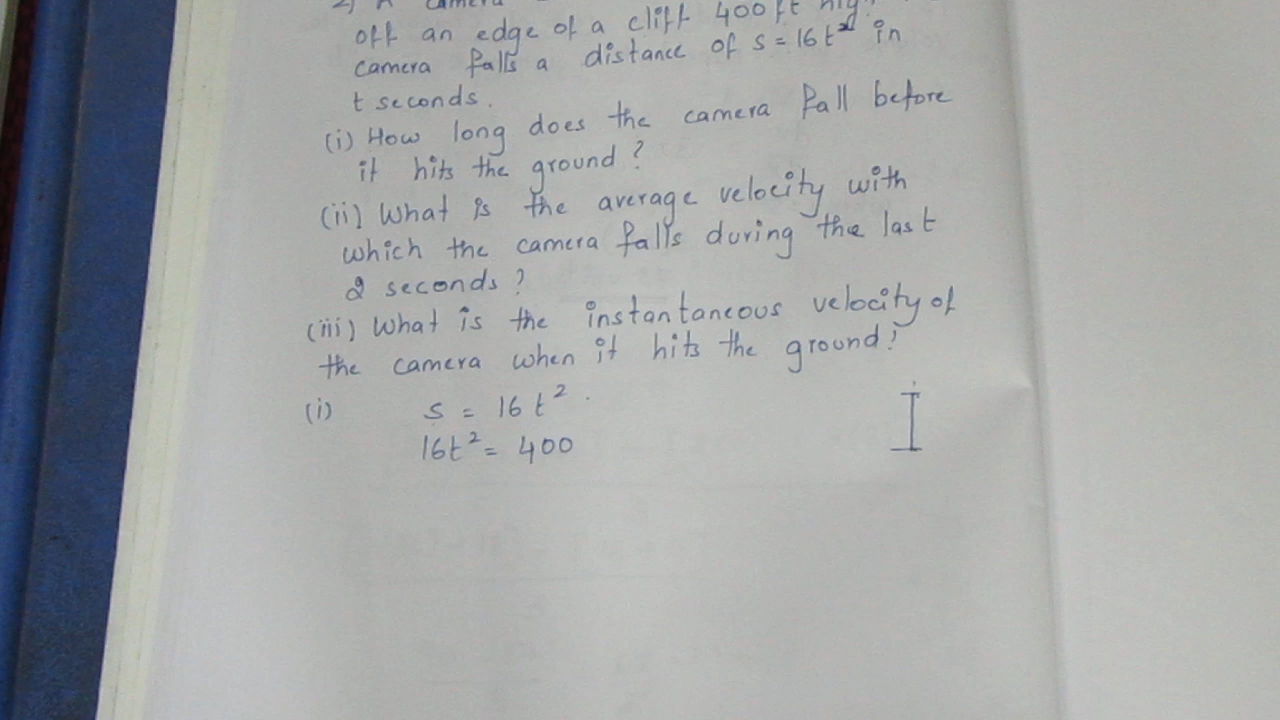 2) A camera
off an edge of a cliff 400 ft high
camera falls a distance of s = 16t² in
t seconds.
(i) How long does the camera fall before
it hits the ground?
(ii) What is the average velocity with
which the camera falls during the last
2 seconds?
(iii) What is the instantaneous velocity of
the camera when it hits the ground?
(i) s = 16t²
16t² = 400